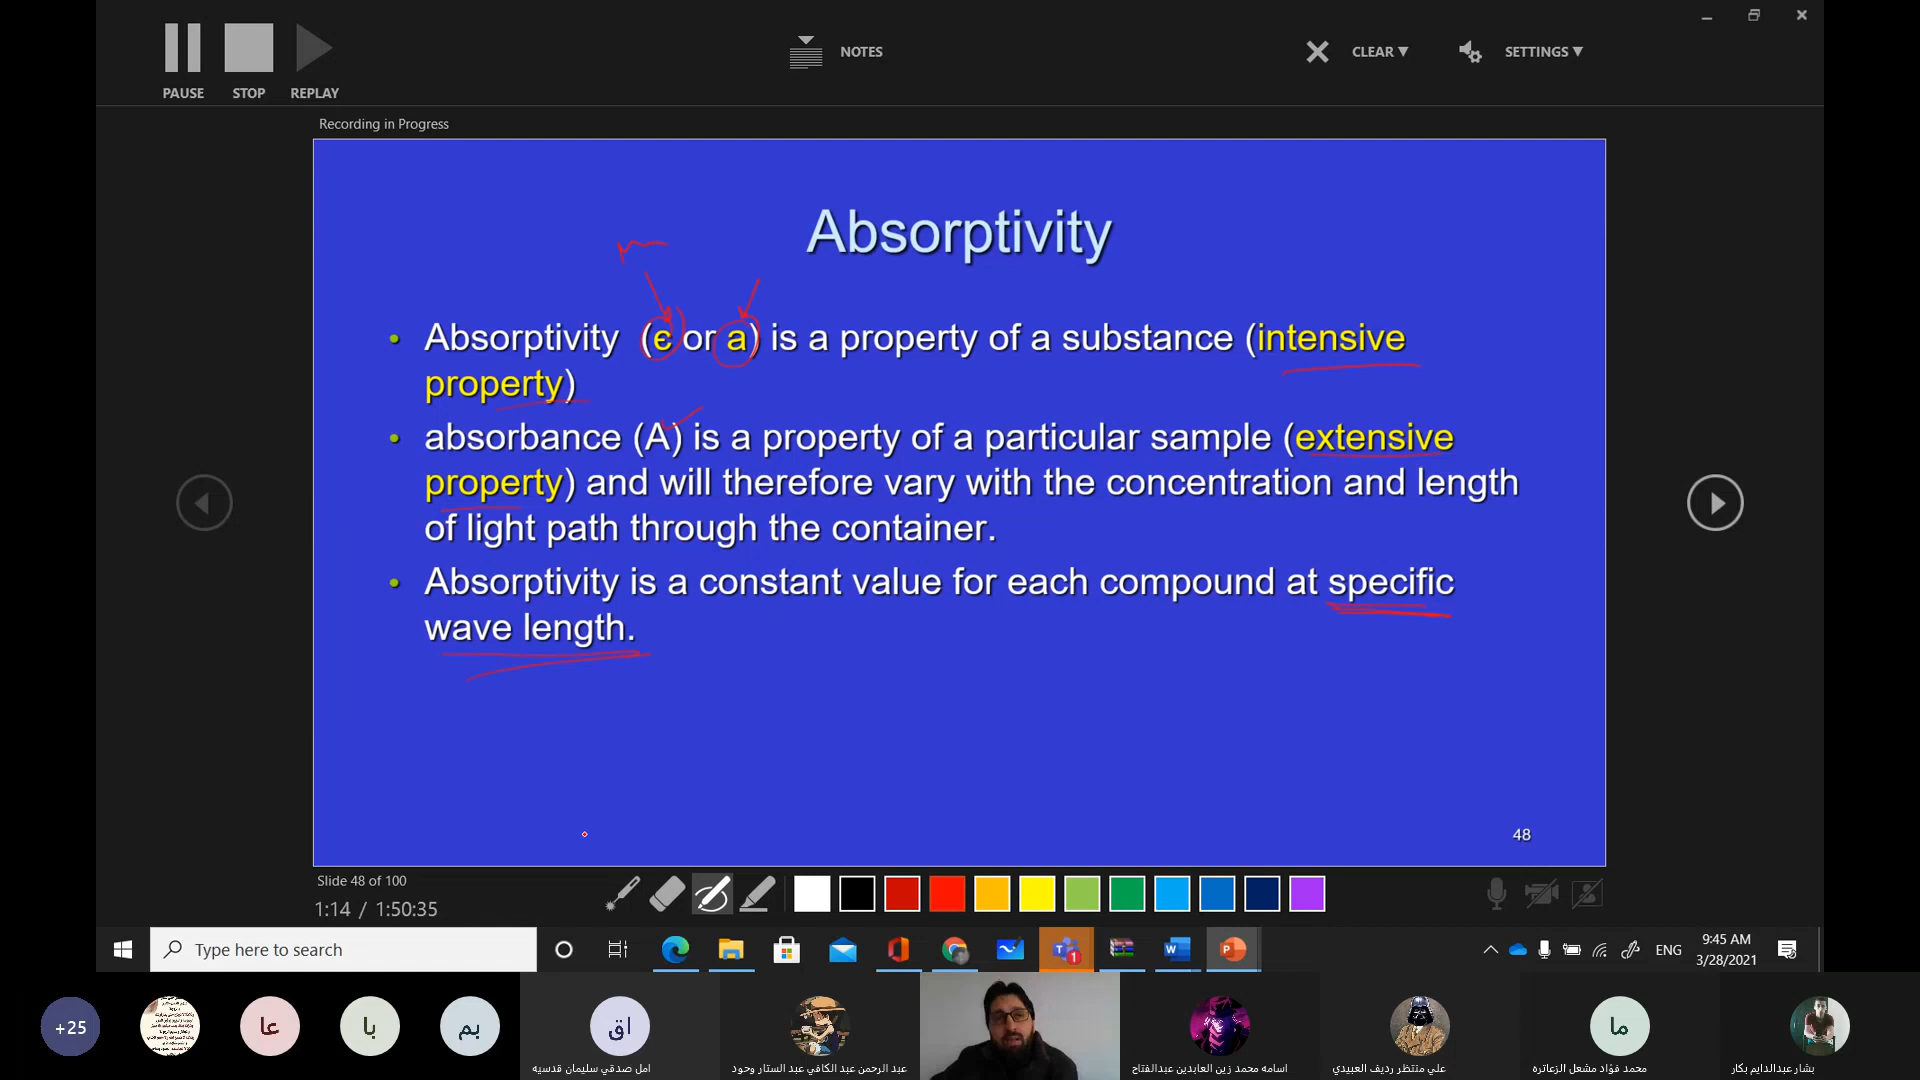 PAUSE
STOP
REPLAY
NOTES
CLEAR
SETTINGS
Recording in Progress
Absorptivity
• Absorptivity (є or a) is a property of a substance (intensive
property)
• absorbance (A) is a property of a particular sample (extensive
property) and will therefore vary with the concentration and length
of light path through the container.
• Absorptivity is a constant value for each compound at specific
wave length.
48
Slide 48 of 100
1:14 / 1:50:35
Type here to search
1
ENG
9:45 AM
3/28/2021
+25
عا
با
بم
اق
ما
امل صدقي سليمان قدسيه
عبد الرحمن عبد الكافي عبد الستار وحود
اسامه محمد زين العابدين عبدالفتاح
علي منتظر رديف العبيدي
محمد فؤاد مشعل الزعاتره
بشار عبدالدايم بكار